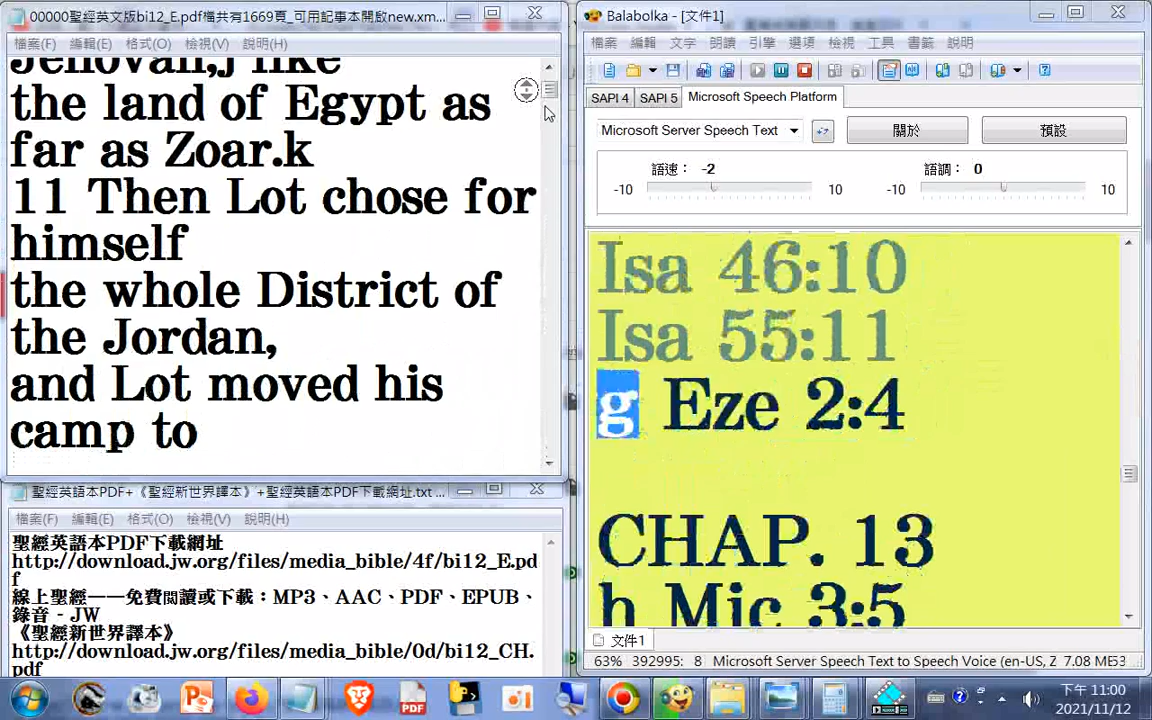 00000聖經英文版bi12_E.pdf檔共有1669頁_可用記事本開啟new.xm...
檔案(F) 編輯(E) 格式(O) 檢視(V) 說明(H)
Jehovah,j like
the land of Egypt as
far as Zoar.k
11 Then Lot chose for
himself
the whole District of
the Jordan,
and Lot moved his
camp to
聖經英語本PDF+《聖經新世界譯本》+聖經英語本PDF下載網址.txt ...
檔案(F) 編輯(E) 格式(O) 檢視(V) 說明(H)
聖經英語本PDF下載網址
http://download.jw.org/files/media_bible/4f/bi12_E.pd
f
線上聖經——免費閱讀或下載：MP3、AAC、PDF、EPUB、
錄音 - JW
《聖經新世界譯本》
http://download.jw.org/files/media_bible/0d/bi12_CH.
pdf
Balabolka - [文件1]
檔案 編輯 文字 朗讀 引擎 選項 檢視 工具 書籤 說明
SAPI 4 SAPI 5 Microsoft Speech Platform
Microsoft Server Speech Text 關於 預設
語速： -2 語調： 0
-10 10 -10 10
Isa 46:10
Isa 55:11
g Eze 2:4
CHAP. 13
h Mic 3:5
文件1
63% 392995: 8 Microsoft Server Speech Text to Speech Voice (en-US, Z 7.08 ME53
下午 11:00
2021/11/12